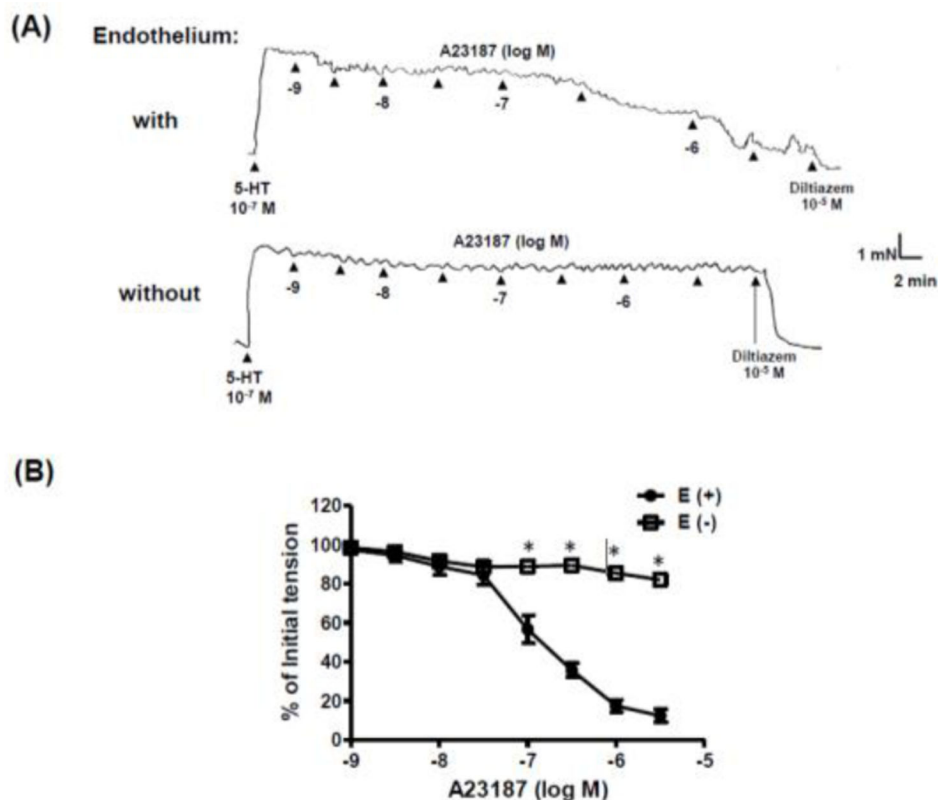 (A)
Endothelium:
A23187 (log M)
-9
-8
-7
-6
with
5-HT
10⁻⁷ M
Diltiazem
10⁻⁵ M
A23187 (log M)
-9
-8
-7
-6
without
1 mN
2 min
5-HT
10⁻⁷ M
Diltiazem
10⁻⁵ M
(B)
E (+)
E (-)
120
100
80
60
40
20
0
* * * *
% of Initial tension
-9 -8 -7 -6 -5
A23187 (log M)